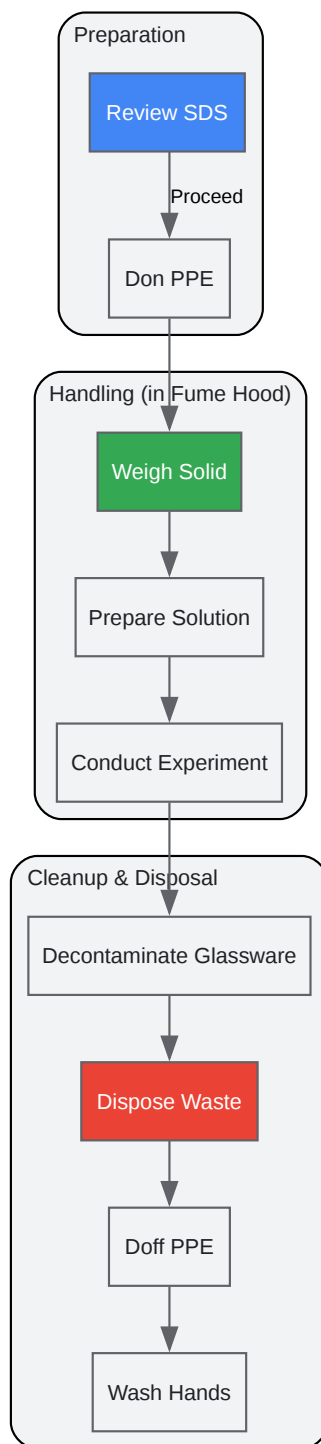 Preparation
Review SDS
Proceed
Don PPE
Handling (in Fume Hood)
Weigh Solid
Prepare Solution
Conduct Experiment
Cleanup & Disposal
Decontaminate Glassware
Dispose Waste
Doff PPE
Wash Hands